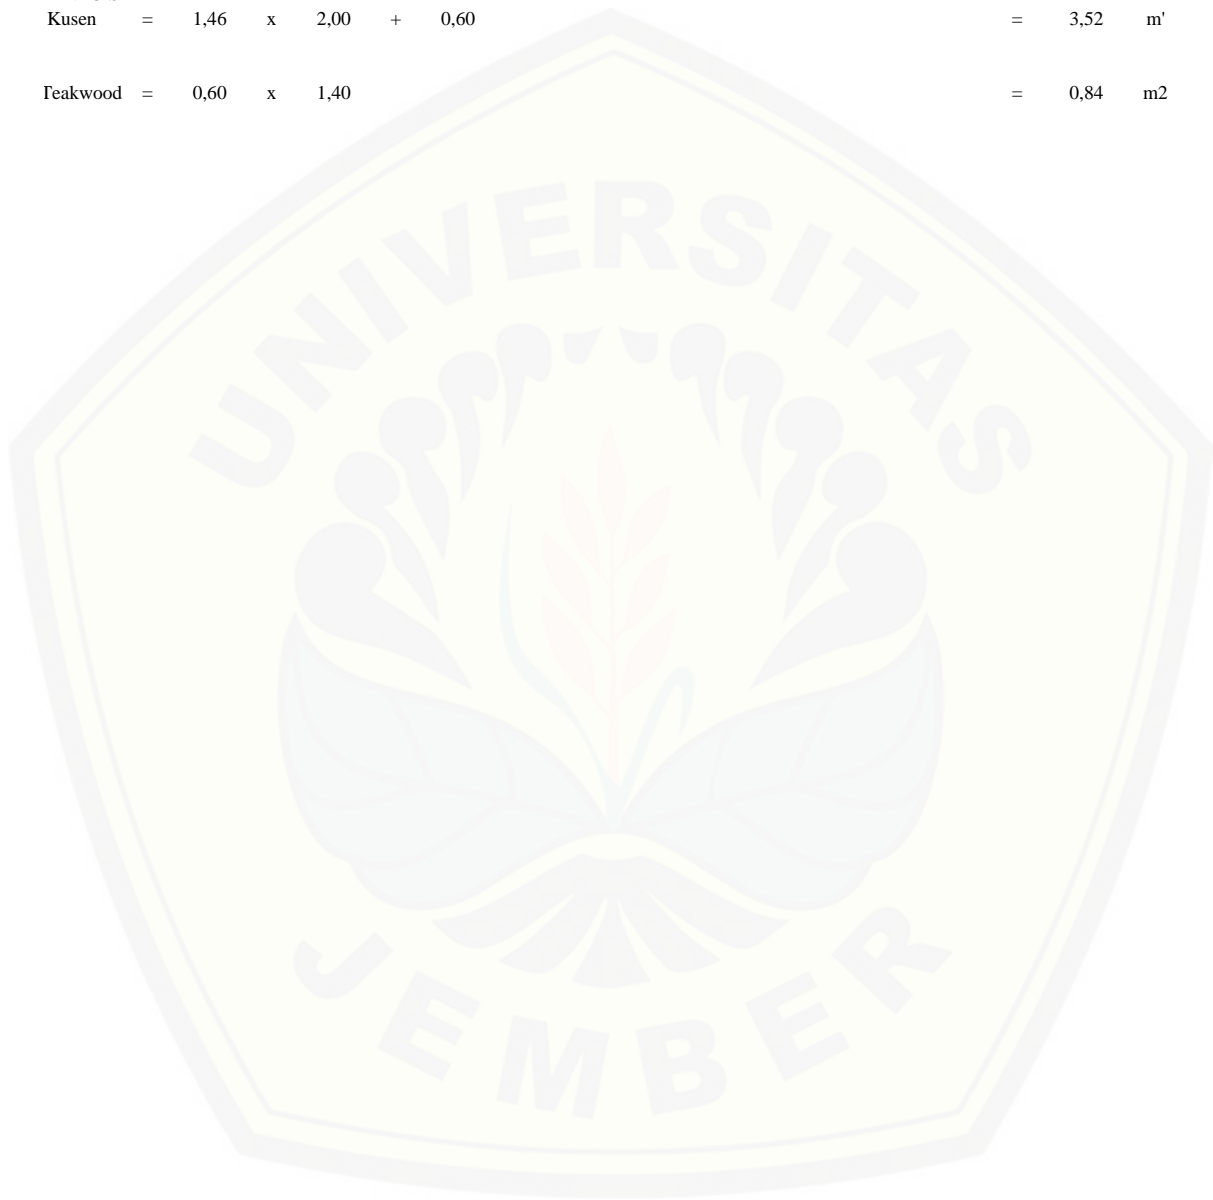 Kusen = 1,46 x 2,00 + 0,60 = 3,52 m'
Teakwood = 0,60 x 1,40 = 0,84 m2
UNIVERSITAS
JEMBER